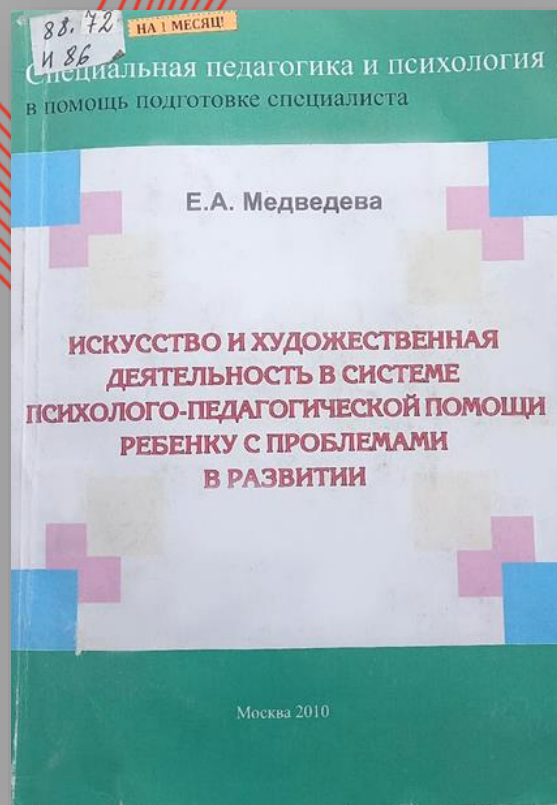 88.72
И 86
НА 1 МЕСЯЦ!
Специальная педагогика и психология
в помощь подготовке специалиста
Е.А. Медведева
ИСКУССТВО И ХУДОЖЕСТВЕННАЯ
ДЕЯТЕЛЬНОСТЬ В СИСТЕМЕ
ПСИХОЛОГО-ПЕДАГОГИЧЕСКОЙ ПОМОЩИ
РЕБЕНКУ С ПРОБЛЕМАМИ
В РАЗВИТИИ
Москва 2010